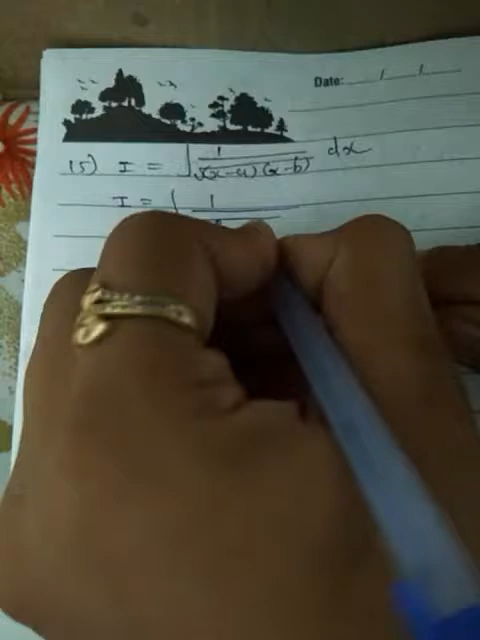 Date: / /
15) I = ∫ 1/√(x-a)(x-b) dx
I = ∫ 1